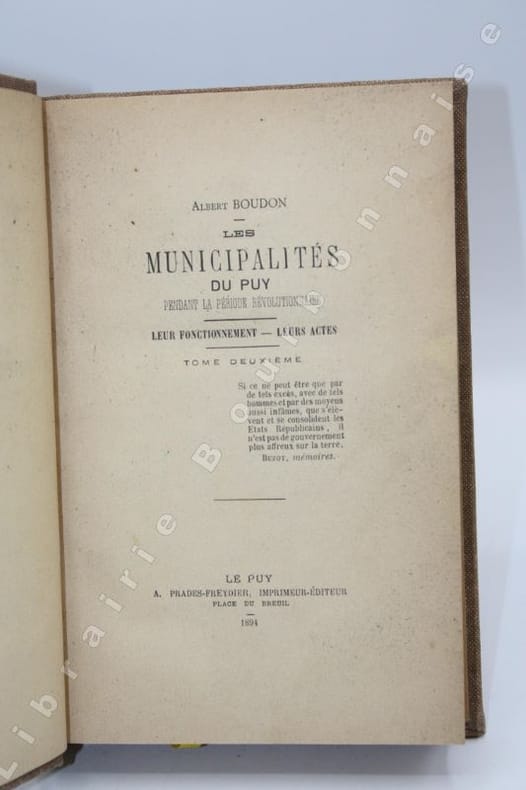 Albert BOUDON
LES
MUNICIPALITÉS
DU PUY
PENDANT LA PÉRIODE RÉVOLUTIONNAIRE
LEUR FONCTIONNEMENT — LEURS ACTES
TOME DEUXIÈME
Si ce ne peut être que par
de tels excès, avec de tels
hommes et par des moyens
aussi infâmes, que s'élè-
vent et se consolident les
Etats Républicains, il
n'est pas de gouvernement
plus affreux sur la terre.
BUZOT, mémoires.
LE PUY
A. PRADES-FREYDIER, IMPRIMEUR-ÉDITEUR
PLACE DU BREUIL
1894
Librairie Bourbonnaise